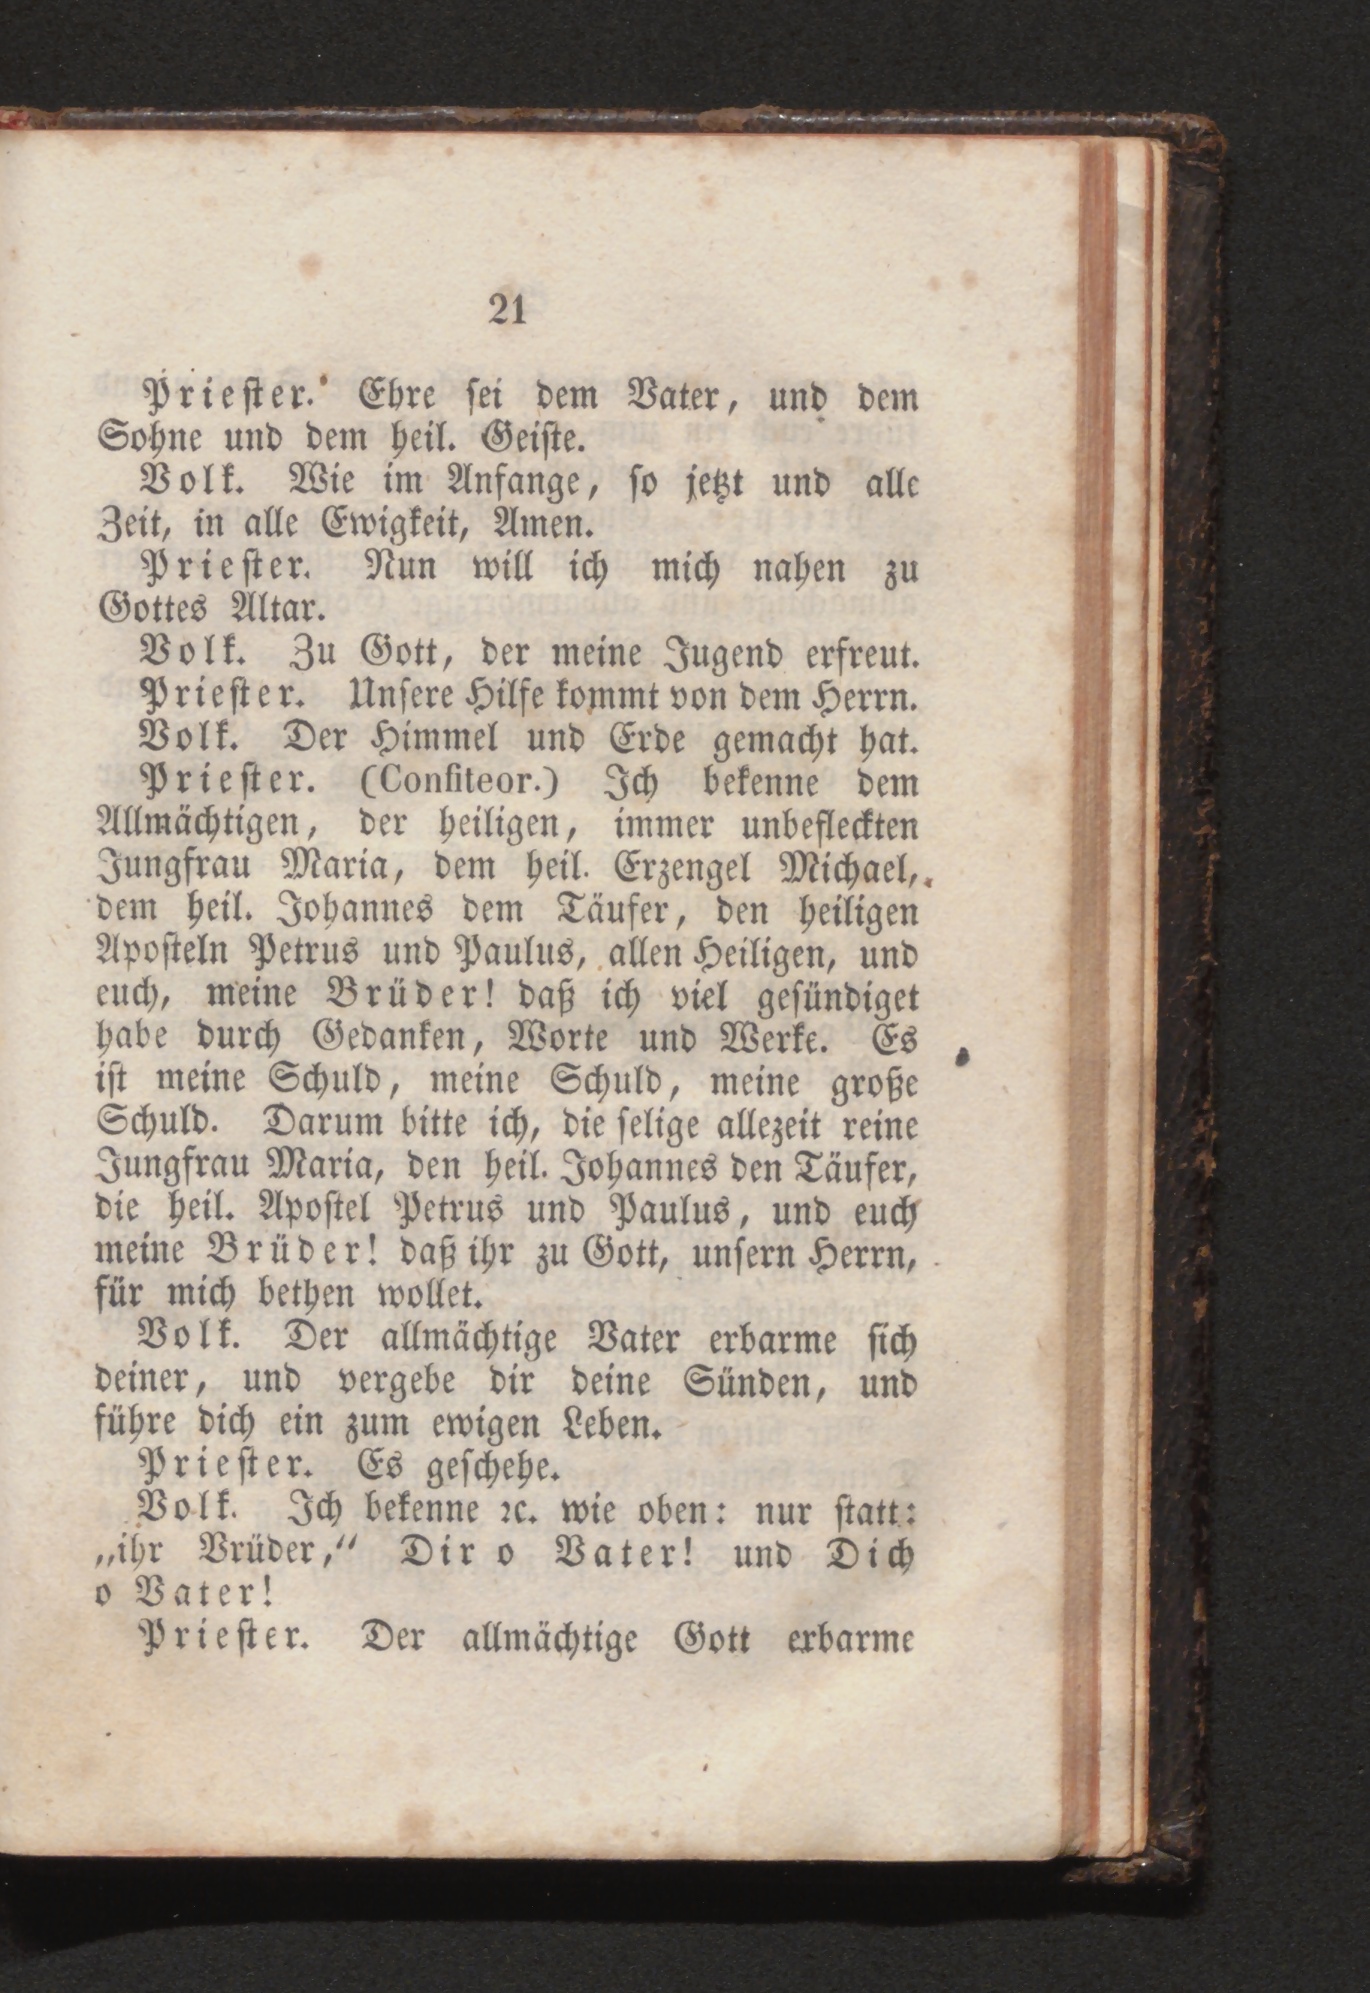 21
Priester. Ehre sei dem Vater, und dem
Sohne und dem heil. Geiste.
Volk. Wie im Anfange, so jetzt und alle
Zeit, in alle Ewigkeit, Amen.
Priester. Nun will ich mich nahen zu
Gottes Altar.
Volk. Zu Gott, der meine Jugend erfreut.
Priester. Unsere Hilfe kommt von dem Herrn.
Volk. Der Himmel und Erde gemacht hat.
Priester. (Confiteor.) Ich bekenne dem
Allmächtigen, der heiligen, immer unbefleckten
Jungfrau Maria, dem heil. Erzengel Michael,
dem heil. Johannes dem Täufer, den heiligen
Aposteln Petrus und Paulus, allen Heiligen, und
euch, meine Brüder! daß ich viel gesündiget
habe durch Gedanken, Worte und Werke. Es
ist meine Schuld, meine Schuld, meine große
Schuld. Darum bitte ich, die selige allezeit reine
Jungfrau Maria, den heil. Johannes den Täufer,
die heil. Apostel Petrus und Paulus, und euch
meine Brüder! daß ihr zu Gott, unsern Herrn,
für mich bethen wollet.
Volk. Der allmächtige Vater erbarme sich
deiner, und vergebe dir deine Sünden, und
führe dich ein zum ewigen Leben.
Priester. Es geschehe.
Volk. Ich bekenne ꝛc. wie oben: nur statt:
„ihr Brüder,“ Dir o Vater! und Dich
o Vater!
Priester. Der allmächtige Gott erbarme